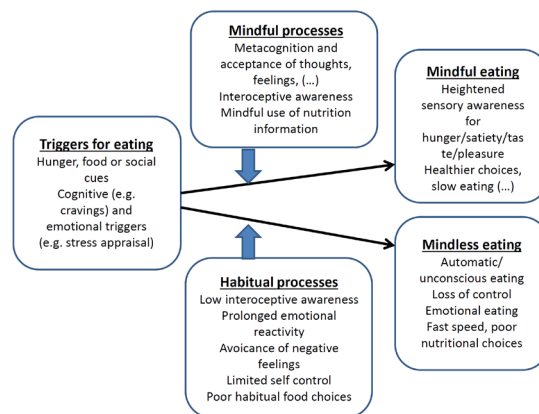 Mindful processes
Metacognition and
acceptance of thoughts,
feelings, (...)
Interoceptive awareness
Mindful use of nutrition
information
Mindful eating
Heightened
sensory awareness
for
hunger/satiety/tas
te/pleasure
Healthier choices,
slow eating (...)
Triggers for eating
Hunger, food or social
cues
Cognitive (e.g.
cravings) and
emotional triggers
(e.g. stress appraisal)
Mindless eating
Automatic/
unconscious eating
Loss of control
Emotional eating
Fast speed, poor
nutritional choices
Habitual processes
Low interoceptive awareness
Prolonged emotional
reactivity
Avoicance of negative
feelings
Limited self control
Poor habitual food choices